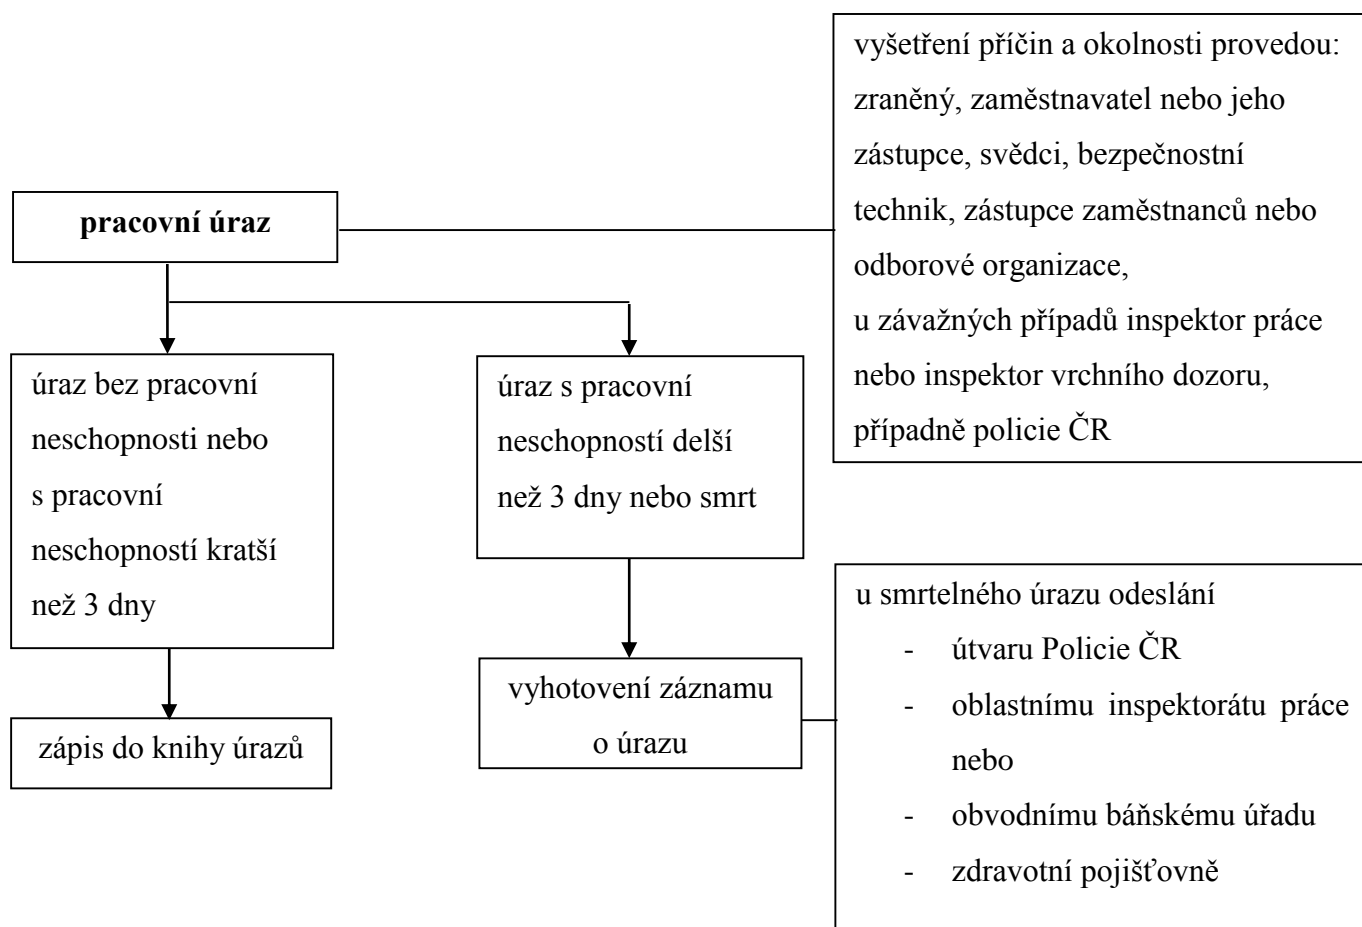 pracovní úraz
vyšetření příčin a okolnosti provedou:
zraněný, zaměstnavatel nebo jeho
zástupce, svědci, bezpečnostní
technik, zástupce zaměstnanců nebo
odborové organizace,
u závažných případů inspektor práce
nebo inspektor vrchního dozoru,
případně policie ČR
úraz bez pracovní
neschopnosti nebo
s pracovní
neschopností kratší
než 3 dny
úraz s pracovní
neschopností delší
než 3 dny nebo smrt
zápis do knihy úrazů
vyhotovení záznamu
o úrazu
u smrtelného úrazu odeslání
- útvaru Policie ČR
- oblastnímu inspektorátu práce
nebo
- obvodnímu báňskému úřadu
- zdravotní pojišťovně